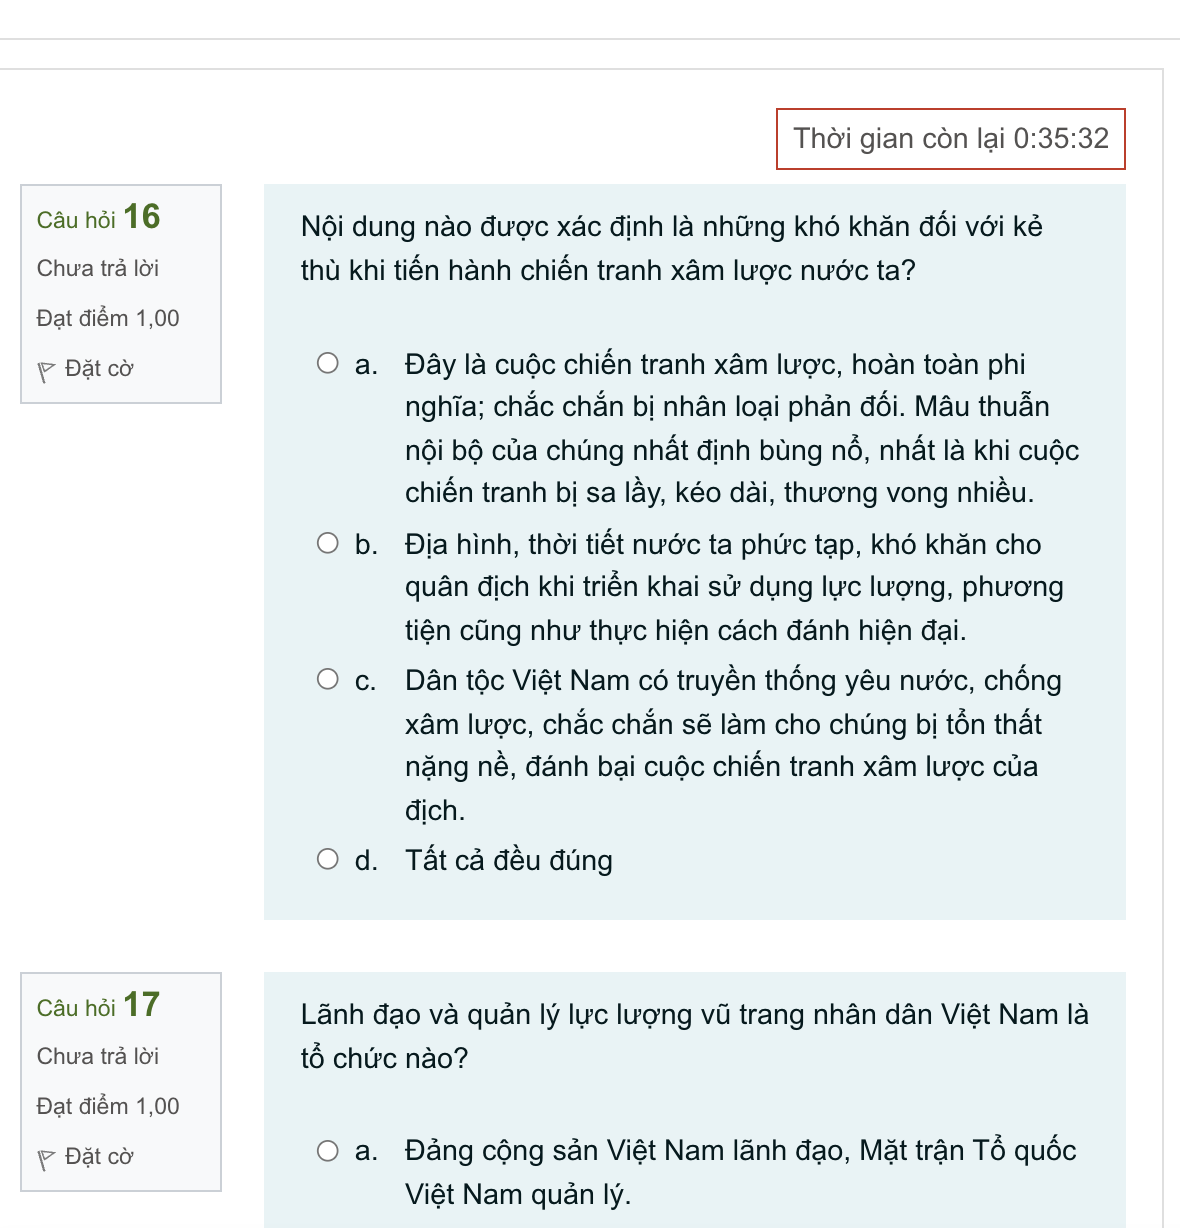 Thời gian còn lại 0:35:32
Câu hỏi 16
Chưa trả lời
Đạt điểm 1,00
Đặt cờ
Nội dung nào được xác định là những khó khăn đối với kẻ
thù khi tiến hành chiến tranh xâm lược nước ta?
a. Đây là cuộc chiến tranh xâm lược, hoàn toàn phi
nghĩa; chắc chắn bị nhân loại phản đối. Mâu thuẫn
nội bộ của chúng nhất định bùng nổ, nhất là khi cuộc
chiến tranh bị sa lầy, kéo dài, thương vong nhiều.
b. Địa hình, thời tiết nước ta phức tạp, khó khăn cho
quân địch khi triển khai sử dụng lực lượng, phương
tiện cũng như thực hiện cách đánh hiện đại.
c. Dân tộc Việt Nam có truyền thống yêu nước, chống
xâm lược, chắc chắn sẽ làm cho chúng bị tổn thất
nặng nề, đánh bại cuộc chiến tranh xâm lược của
địch.
d. Tất cả đều đúng
Câu hỏi 17
Chưa trả lời
Đạt điểm 1,00
Đặt cờ
Lãnh đạo và quản lý lực lượng vũ trang nhân dân Việt Nam là
tổ chức nào?
a. Đảng cộng sản Việt Nam lãnh đạo, Mặt trận Tổ quốc
Việt Nam quản lý.